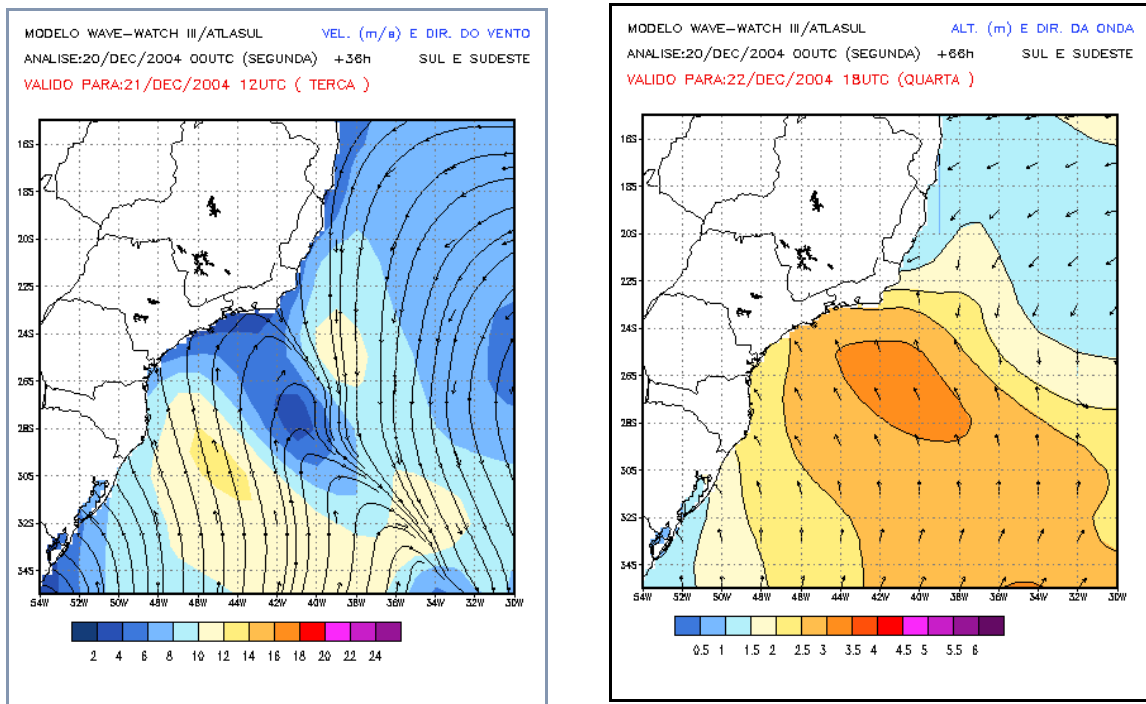 MODELO WAVE-WATCH III/ATLASUL VEL. (m/s) E DIR. DO VENTO
ANALISE:20/DEC/2004 00UTC (SEGUNDA) +36h SUL E SUDESTE
VALIDO PARA:21/DEC/2004 12UTC ( TERCA )
16S
18S
20S
22S
24S
26S
28S
30S
32S
34S
54W 52W 50W 48W 46W 44W 42W 40W 38W 36W 34W 32W 30W
2 4 6 8 10 12 14 16 18 20 22 24
MODELO WAVE-WATCH III/ATLASUL ALT. (m) E DIR. DA ONDA
ANALISE:20/DEC/2004 00UTC (SEGUNDA) +66h SUL E SUDESTE
VALIDO PARA:22/DEC/2004 18UTC (QUARTA )
16S
18S
20S
22S
24S
26S
28S
30S
32S
34S
54W 52W 50W 48W 46W 44W 42W 40W 38W 36W 34W 32W 30W
0.5 1 1.5 2 2.5 3 3.5 4 4.5 5 5.5 6